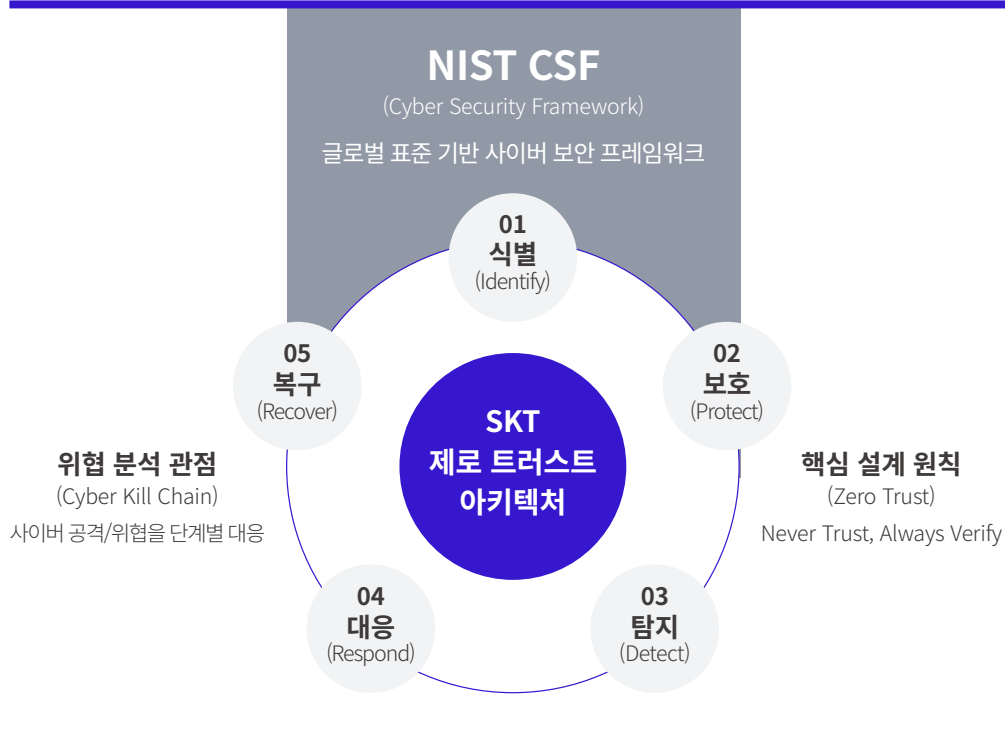 NIST CSF
(Cyber Security Framework)
글로벌 표준 기반 사이버 보안 프레임워크
01
식별
(Identify)
05
복구
(Recover)
02
보호
(Protect)
SKT
제로 트러스트
아키텍처
위협 분석 관점
(Cyber Kill Chain)
사이버 공격/위협을 단계별 대응
핵심 설계 원칙
(Zero Trust)
Never Trust, Always Verify
04
대응
(Respond)
03
탐지
(Detect)